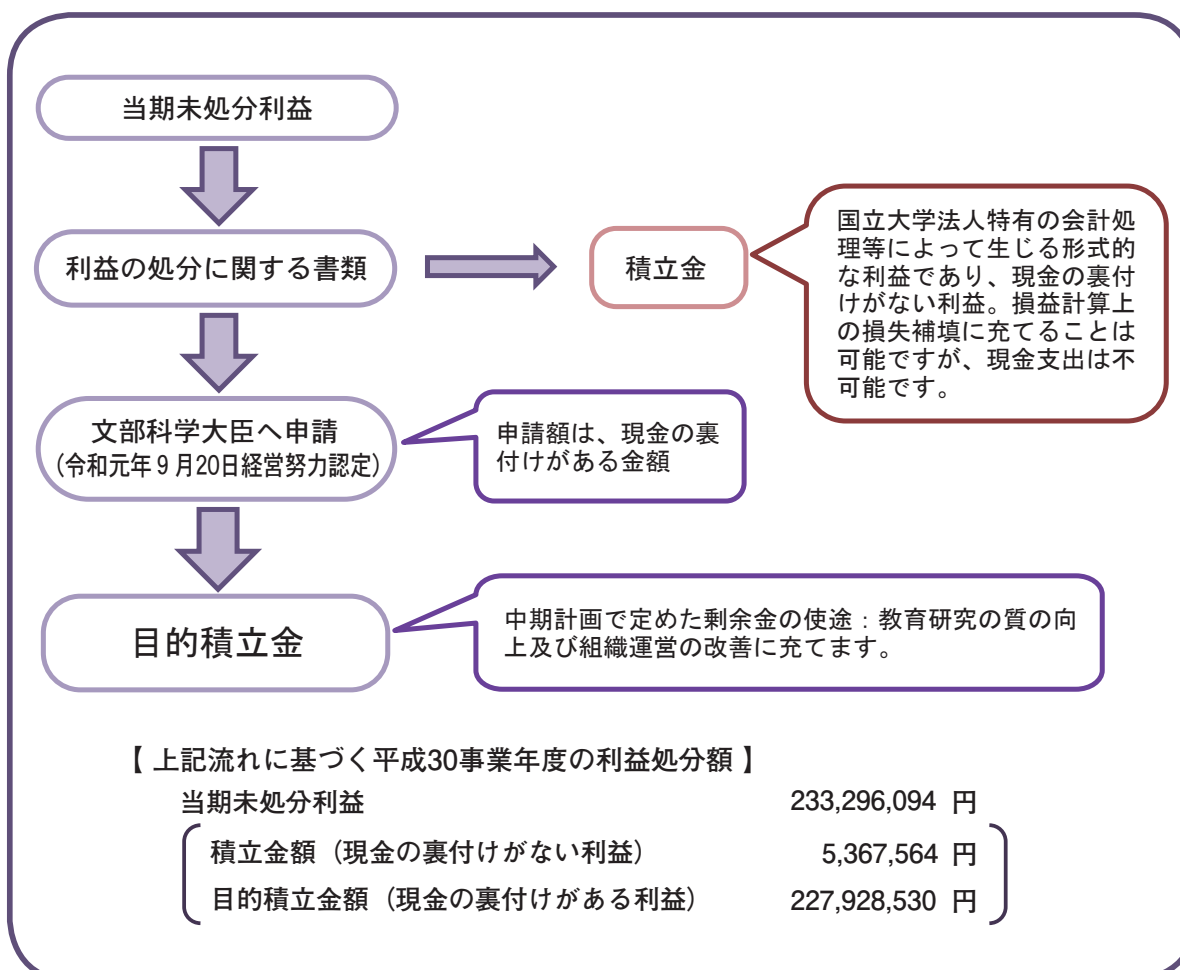 当期未処分利益
利益の処分に関する書類
積立金
国立大学法人特有の会計処
理等によって生じる形式的
な利益であり、現金の裏付
けがない利益。損益計算上
の損失補填に充てることは
可能ですが、現金支出は不
可能です。
文部科学大臣へ申請
(令和元年9月20日経営努力認定)
申請額は、現金の裏
付けがある金額
目的積立金
中期計画で定めた剰余金の使途：教育研究の質の向
上及び組織運営の改善に充てます。
【 上記流れに基づく平成30事業年度の利益処分額 】
当期未処分利益 233,296,094 円
積立金額（現金の裏付けがない利益） 5,367,564 円
目的積立金額（現金の裏付けがある利益） 227,928,530 円